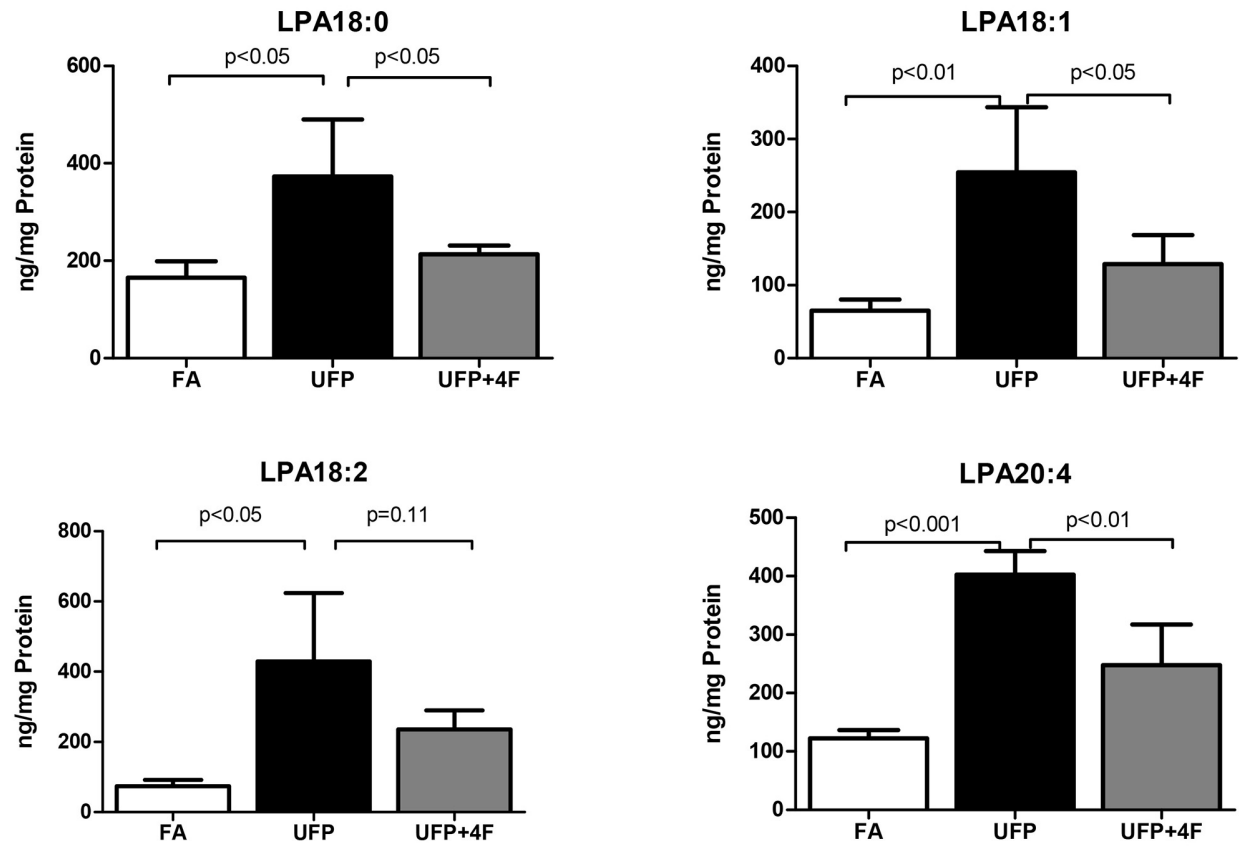 LPA18:0
p<0.05 p<0.05
600
400
200
0
ng/mg Protein
FA UFP UFP+4F
LPA18:1
p<0.01 p<0.05
400
300
200
100
0
ng/mg Protein
FA UFP UFP+4F
LPA18:2
p<0.05 p=0.11
800
600
400
200
0
ng/mg Protein
FA UFP UFP+4F
LPA20:4
p<0.001 p<0.01
500
400
300
200
100
0
ng/mg Protein
FA UFP UFP+4F